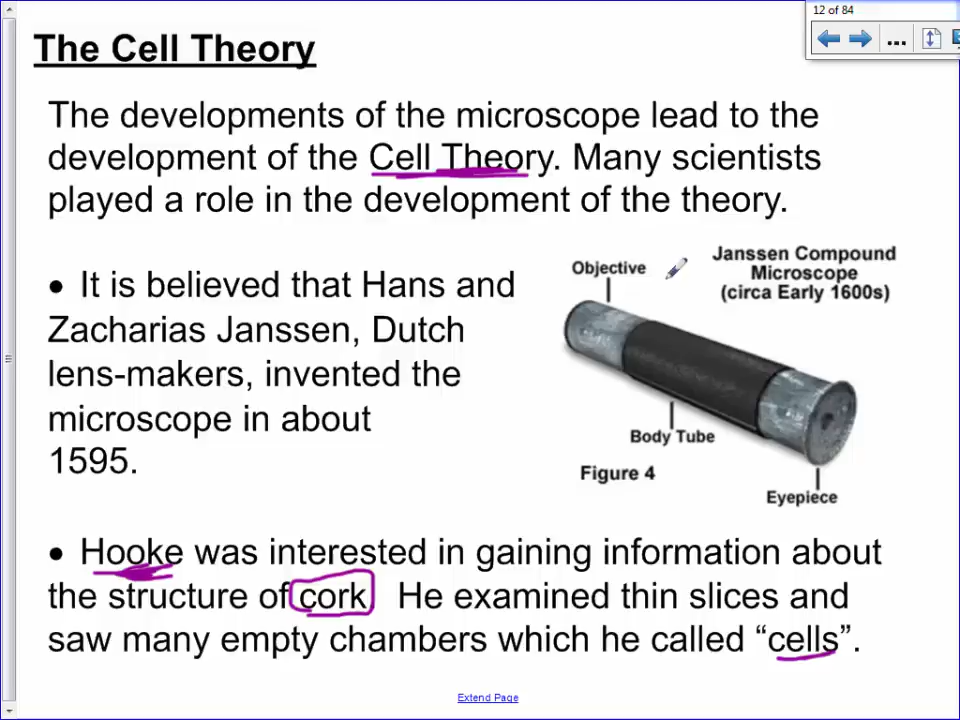 12 of 84
The Cell Theory
The developments of the microscope lead to the
development of the Cell Theory. Many scientists
played a role in the development of the theory.
• It is believed that Hans and
Zacharias Janssen, Dutch
lens-makers, invented the
microscope in about
1595.
Objective
Janssen Compound
Microscope
(circa Early 1600s)
Body Tube
Figure 4
Eyepiece
• Hooke was interested in gaining information about
the structure of cork He examined thin slices and
saw many empty chambers which he called “cells”.
Extend Page